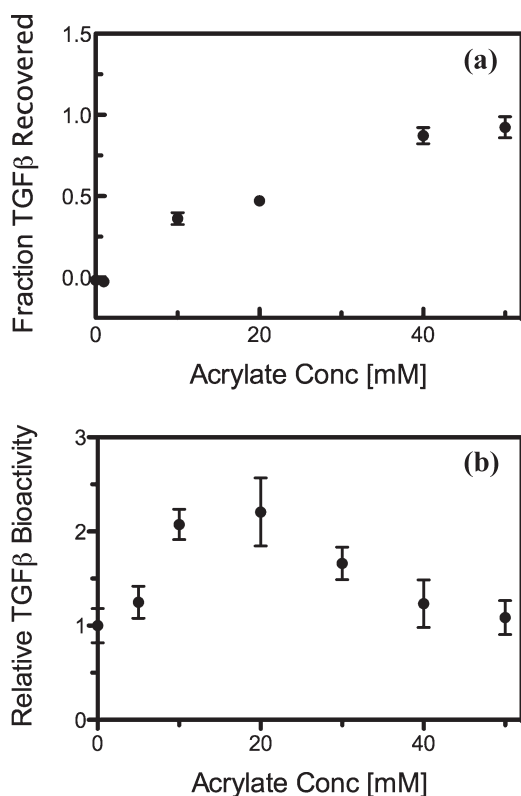 (a)
Fraction TGFβ Recovered
1.5
1.0
0.5
0.0
0
20
40
Acrylate Conc [mM]
(b)
Relative TGFβ Bioactivity
3
2
1
0
0
20
40
Acrylate Conc [mM]